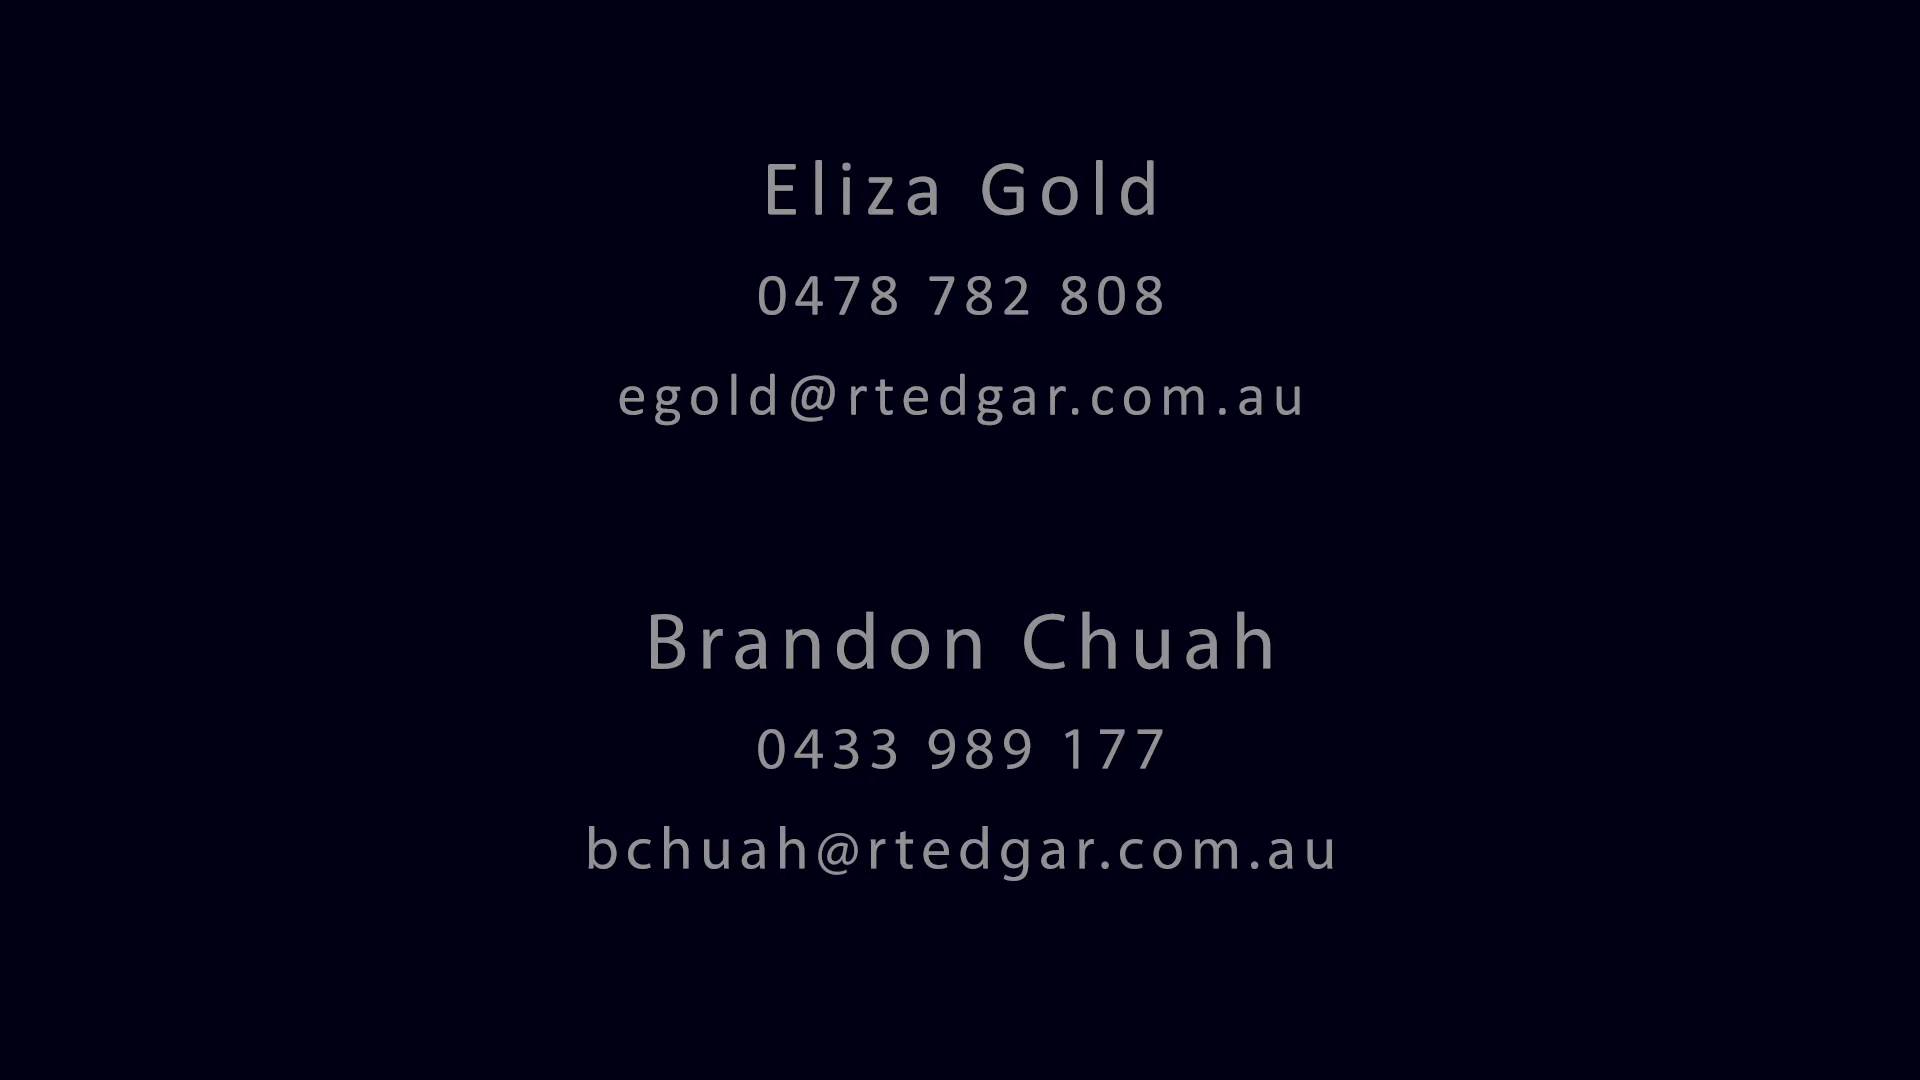 Eliza Gold
0478 782 808
egold@rtedgar.com.au
Brandon Chuah
0433 989 177
bchuah@rtedgar.com.au